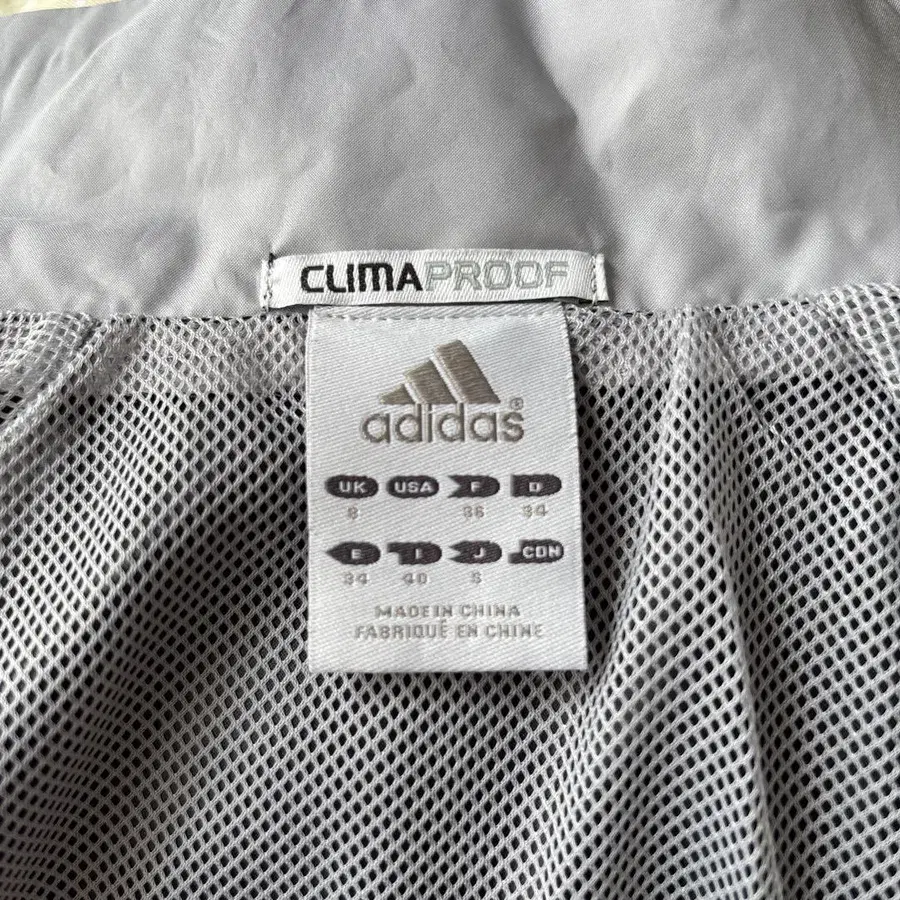 CLIMAPROOF
adidas®
UK USA F D
8 36 34
E I J CDN
34 40 S
MADE IN CHINA
FABRIQUÉ EN CHINE